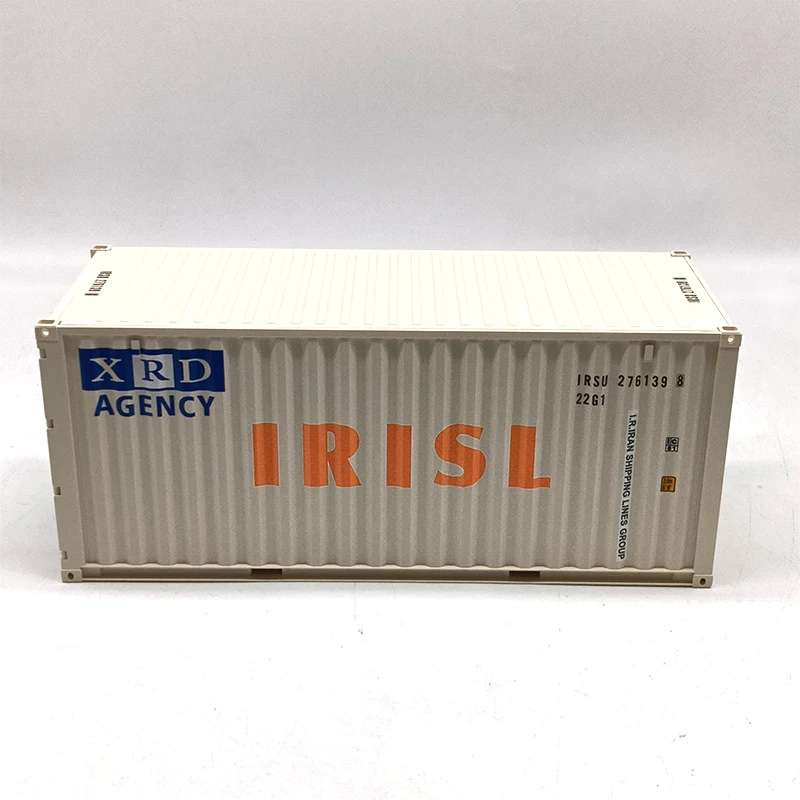 XRD
AGENCY
IRISL
IRSU 276139 8
22G1
I.R.IRAN SHIPPING LINES GROUP